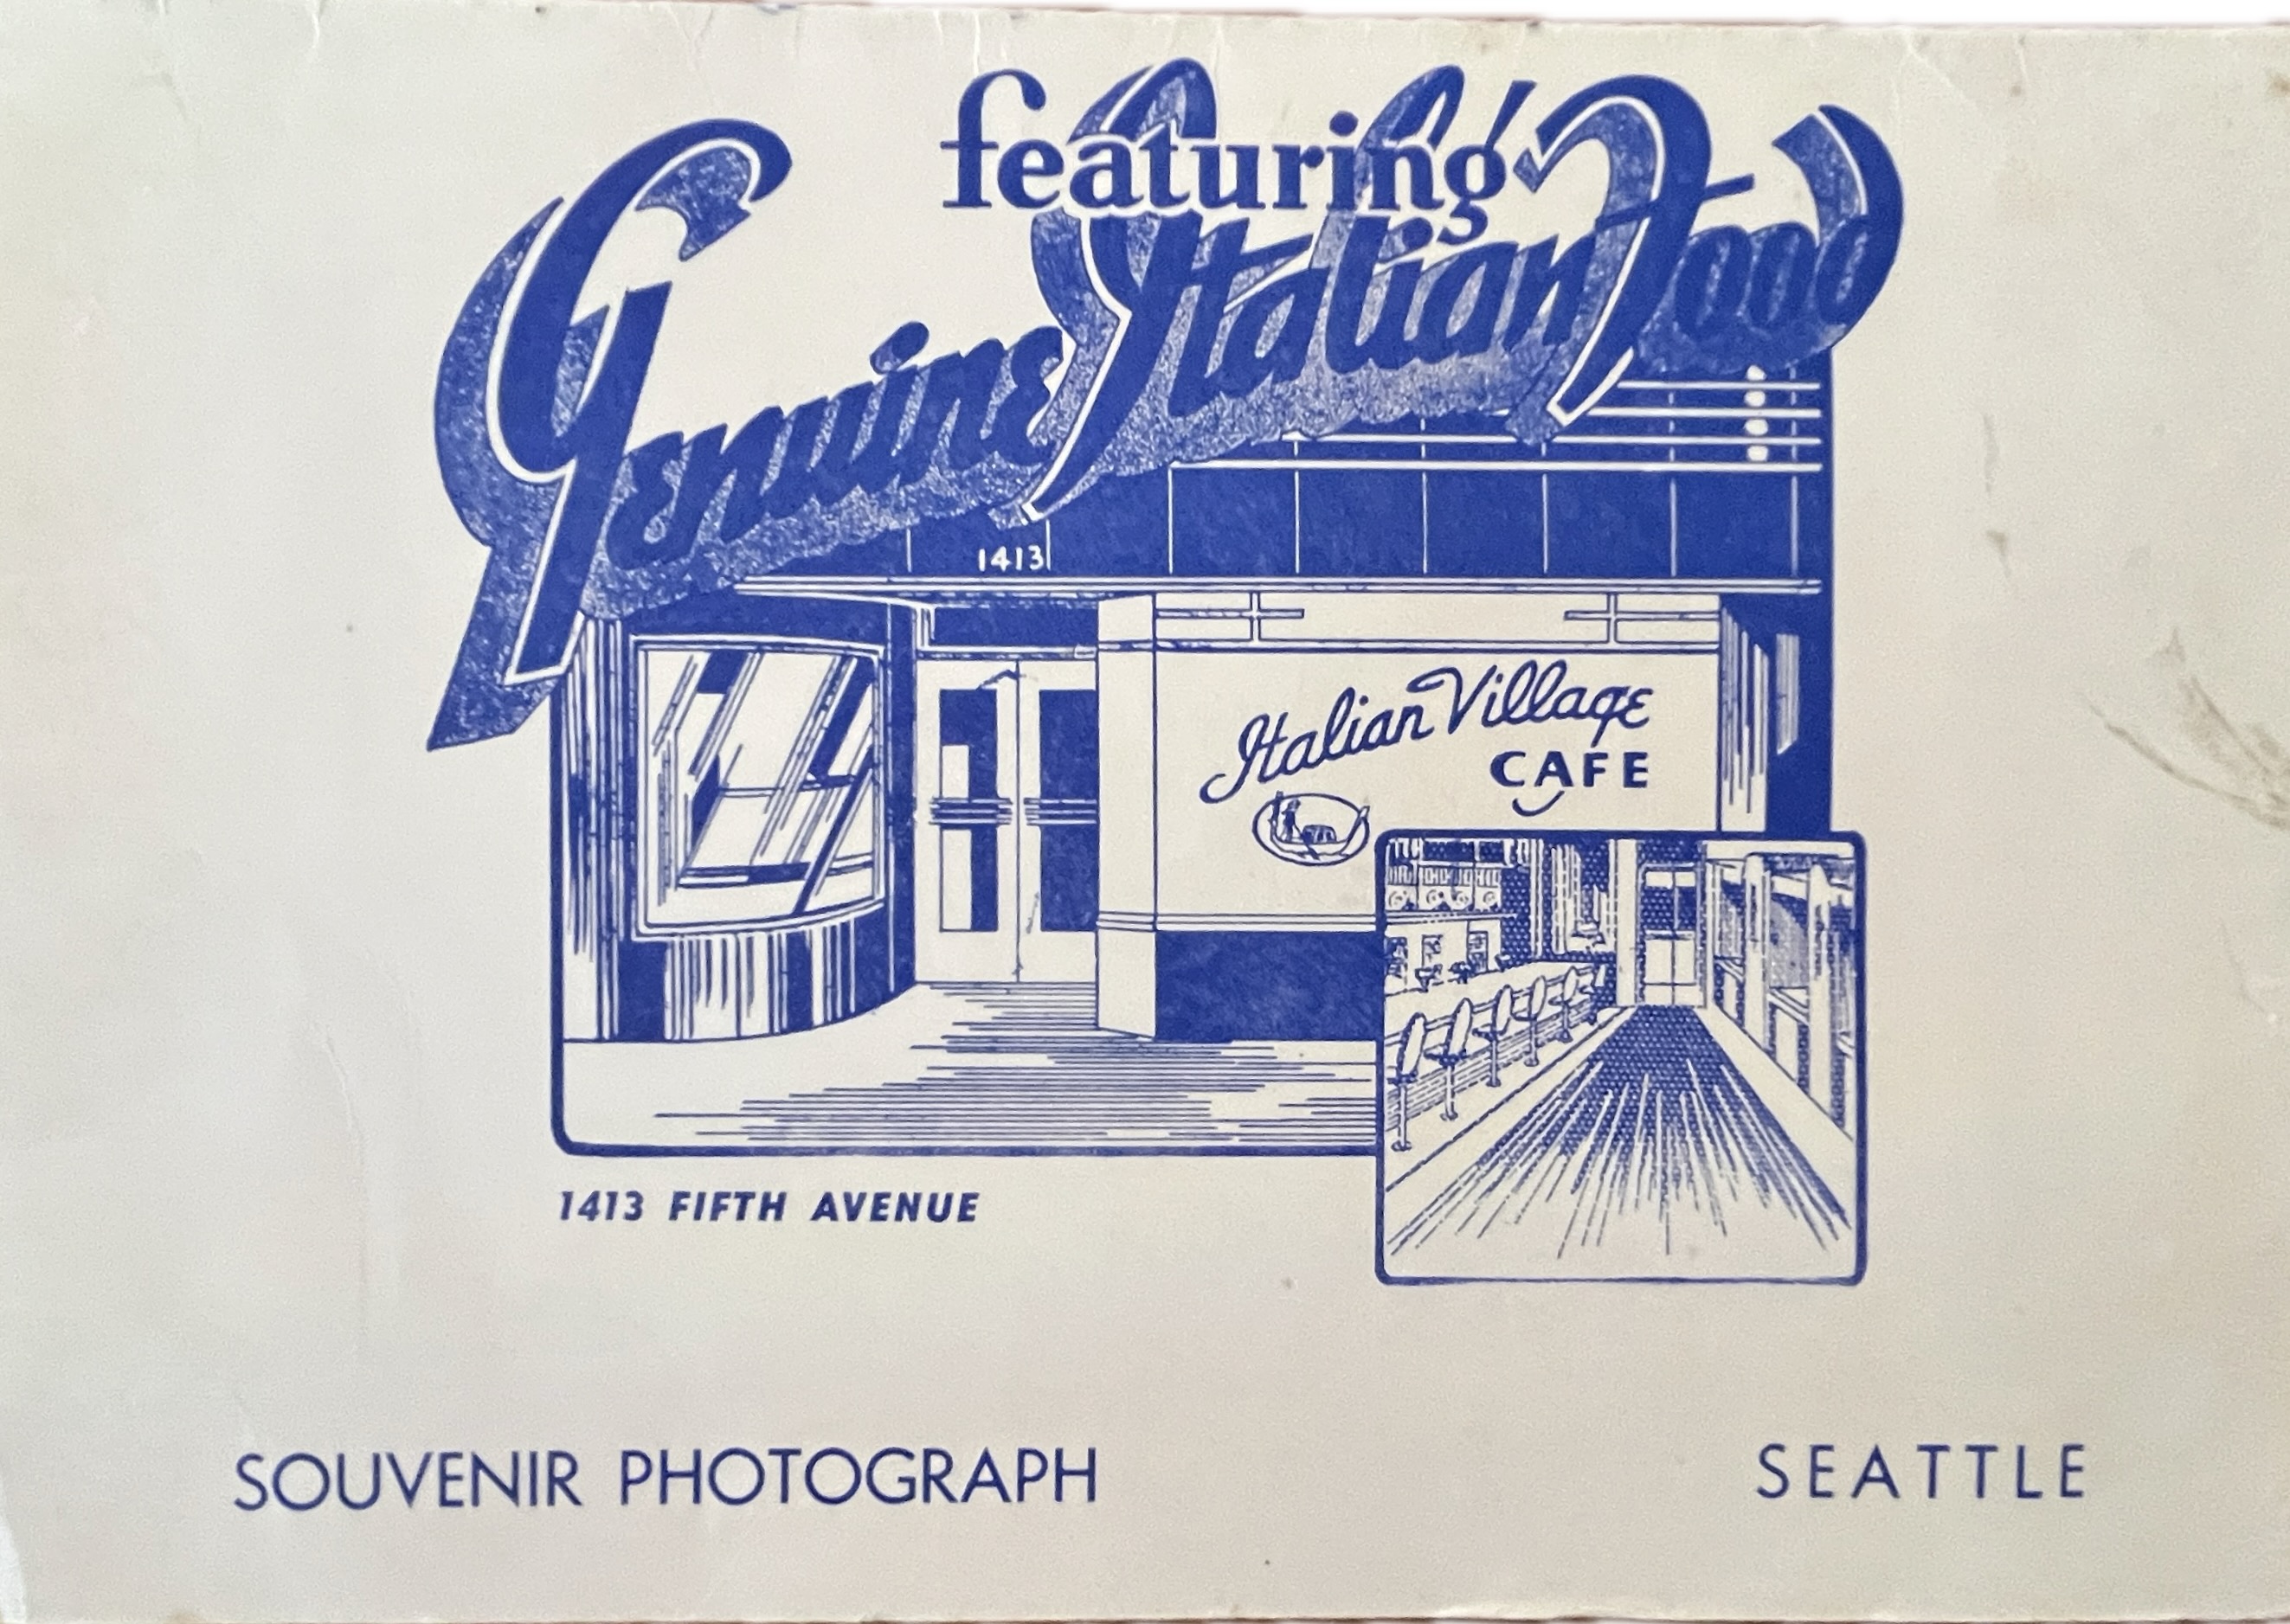 featuring
Genuine Italian Food
1413
Italian Village
CAFE
1413 FIFTH AVENUE
SOUVENIR PHOTOGRAPH
SEATTLE